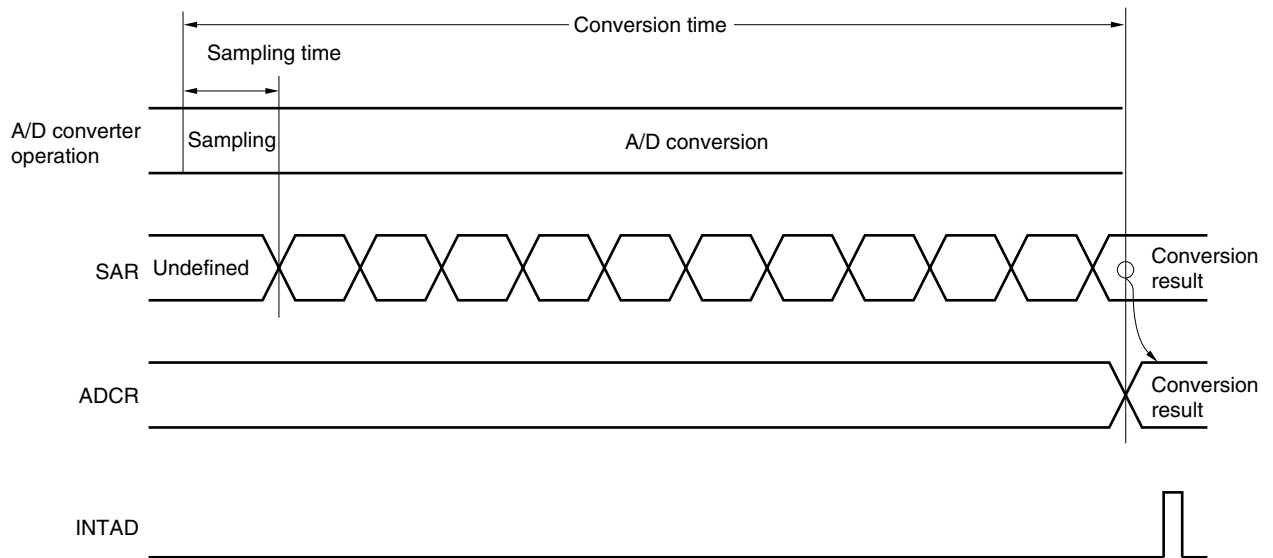 Conversion time
Sampling time
A/D converter
operation
Sampling
A/D conversion
SAR
Undefined
Conversion
result
ADCR
Conversion
result
INTAD